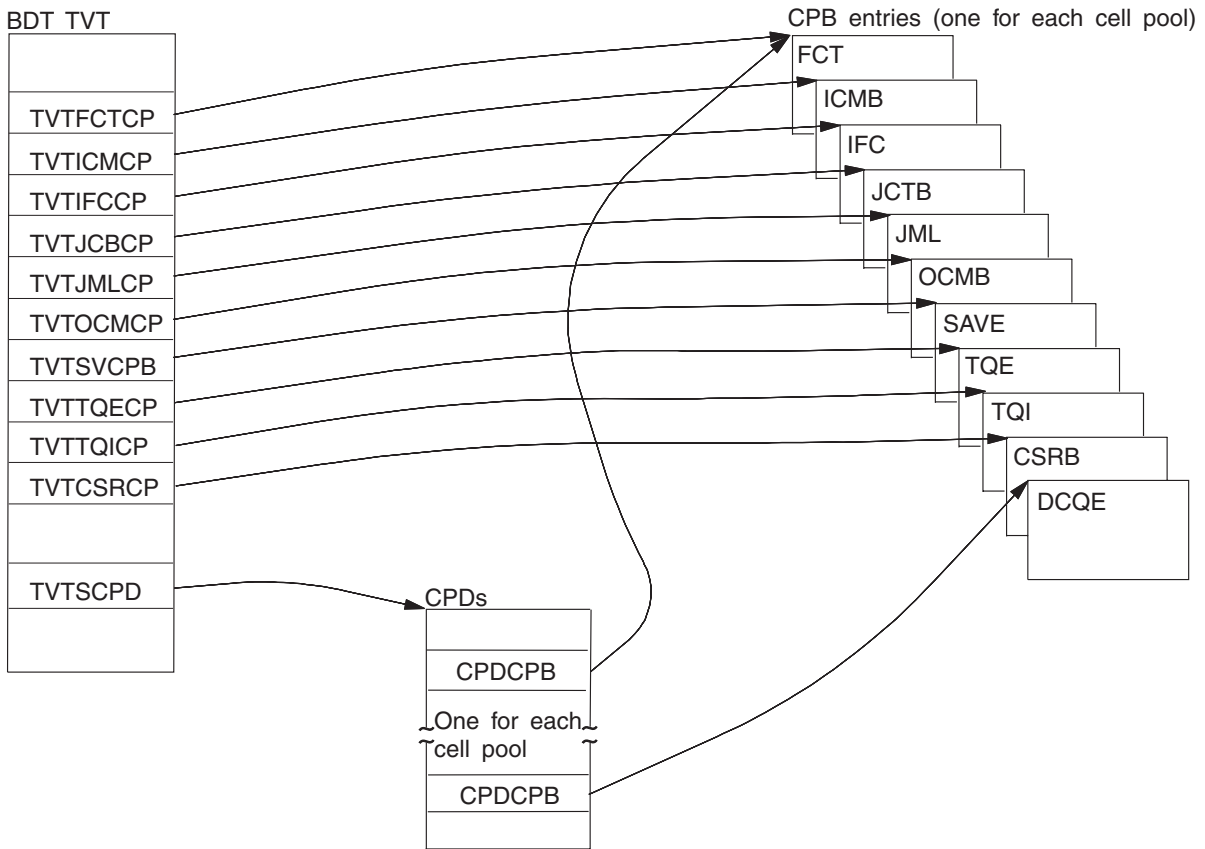 BDT TVT
TVTFCTCP
TVTICMCP
TVTIFCCP
TVTJCBCP
TVTJMLCP
TVTOCMCP
TVTSVCPB
TVTTQECP
TVTTQICP
TVTCSRCP
TVTSCPD
CPB entries (one for each cell pool)
FCT
ICMB
IFC
JCTB
JML
OCMB
SAVE
TQE
TQI
CSRB
DCQE
CPDs
CPDCPB
One for each
cell pool
CPDCPB